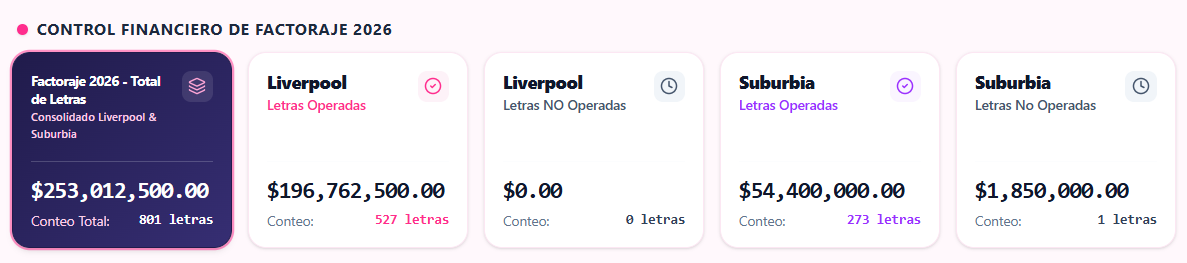 CONTROL FINANCIERO DE FACTORAJE 2026
Factoraje 2026 - Total
de Letras
Consolidado Liverpool &
Suburbia
$253,012,500.00
Conteo Total: 801 letras
Liverpool
Letras Operadas
$196,762,500.00
Conteo: 527 letras
Liverpool
Letras NO Operadas
$0.00
Conteo: 0 letras
Suburbia
Letras Operadas
$54,400,000.00
Conteo: 273 letras
Suburbia
Letras No Operadas
$1,850,000.00
Conteo: 1 letras